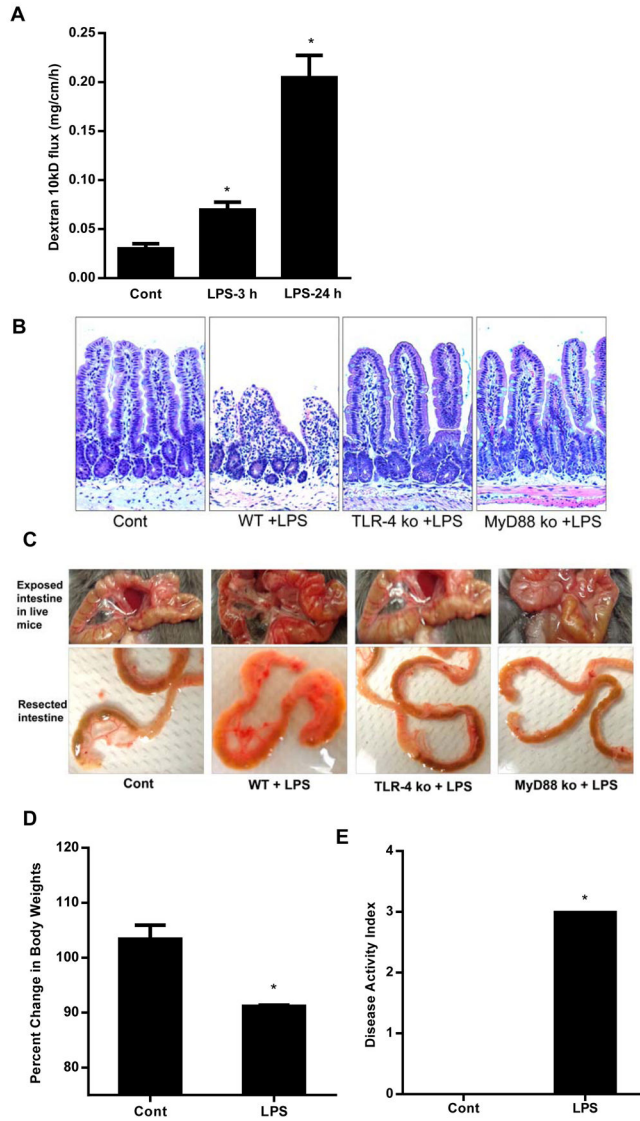 A
Dextran 10kD flux (mg/cm/h)
0.25
0.20
0.15
0.10
0.05
0.00
*
*
Cont LPS-3 h LPS-24 h
B
Cont WT +LPS TLR-4 ko +LPS MyD88 ko +LPS
C
Exposed
intestine
in live
mice
Resected
intestine
Cont WT + LPS TLR-4 ko + LPS MyD88 ko + LPS
D
Percent Change in Body Weights
120
110
100
90
80
*
Cont LPS
E
Disease Activity Index
4
3
2
1
0
*
Cont LPS